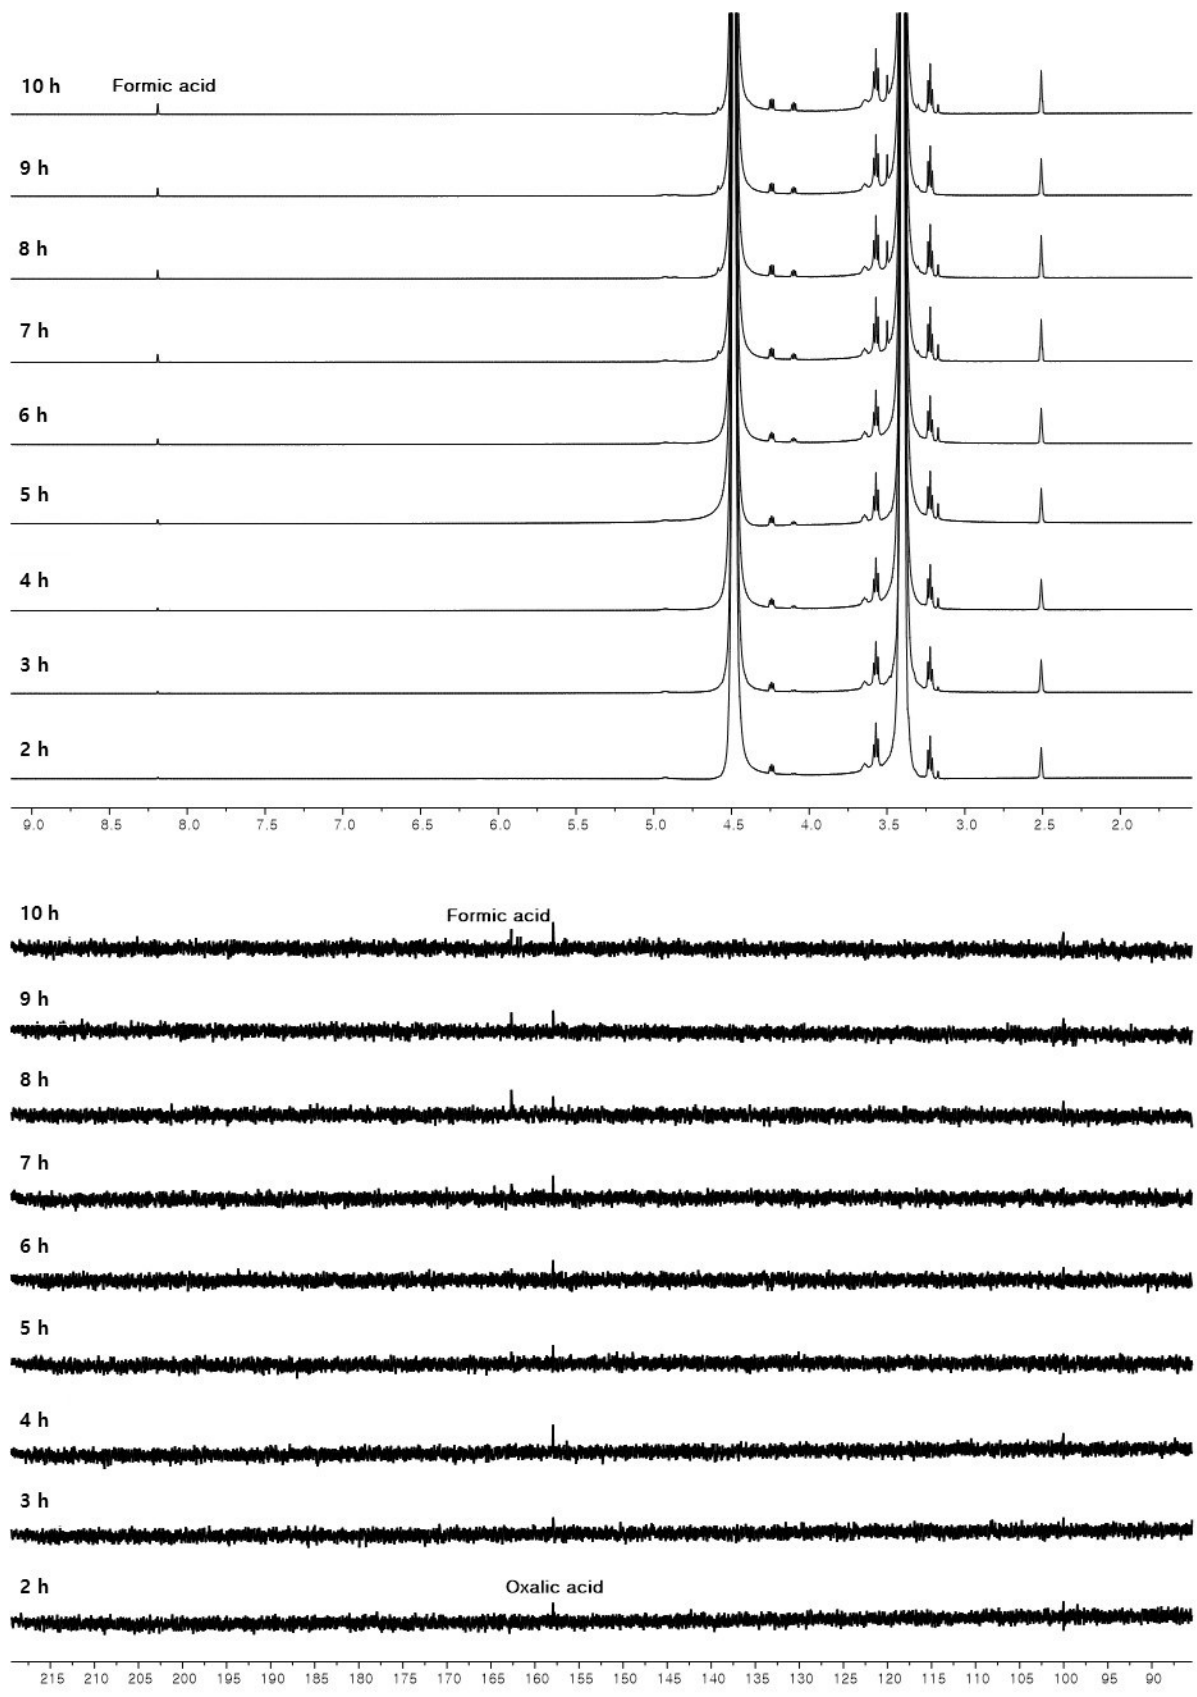 10 h Formic acid
9 h
8 h
7 h
6 h
5 h
4 h
3 h
2 h
9.0 8.5 8.0 7.5 7.0 6.5 6.0 5.5 5.0 4.5 4.0 3.5 3.0 2.5 2.0
10 h Formic acid
9 h
8 h
7 h
6 h
5 h
4 h
3 h
2 h Oxalic acid
215 210 205 200 195 190 185 180 175 170 165 160 155 150 145 140 135 130 125 120 115 110 105 100 95 90